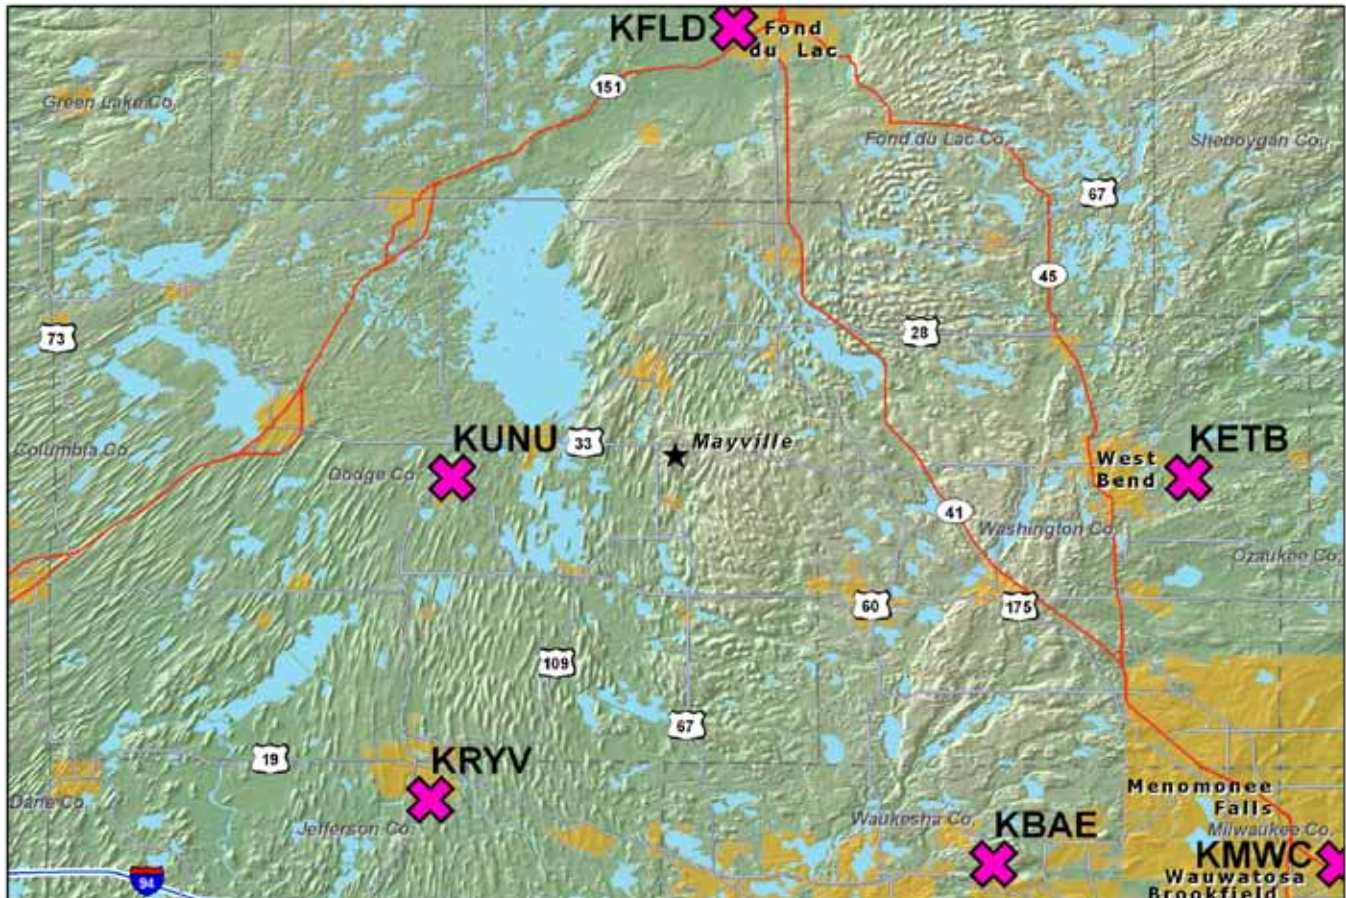 KFLD
Fond
du Lac
151
Green Lake Co.
Fond du Lac Co.
Sheboygan Co.
67
45
73
28
Columbia Co.
KUNU
33
Mayville
KETB
West
Bend
Dodge Co.
41
Washington Co.
Ozaukee Co.
60
175
109
67
19
KRYV
Dane Co.
Jefferson Co.
Menomonee
Falls
Waukesha Co.
KBAE
Milwaukee Co.
KMWC
Wauwatosa
Brookfield
94